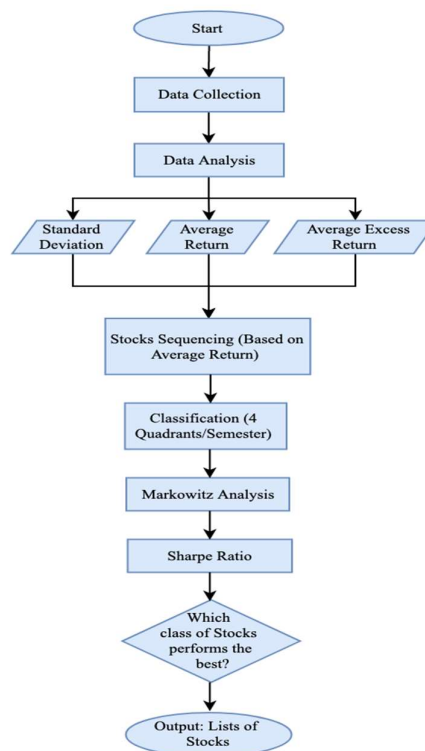 Start
Data Collection
Data Analysis
Standard
Deviation
Average
Return
Average Excess
Return
Stocks Sequencing (Based on
Average Return)
Classification (4
Quadrants/Semester)
Markowitz Analysis
Sharpe Ratio
Which
class of Stocks
performs the
best?
Output: Lists of
Stocks